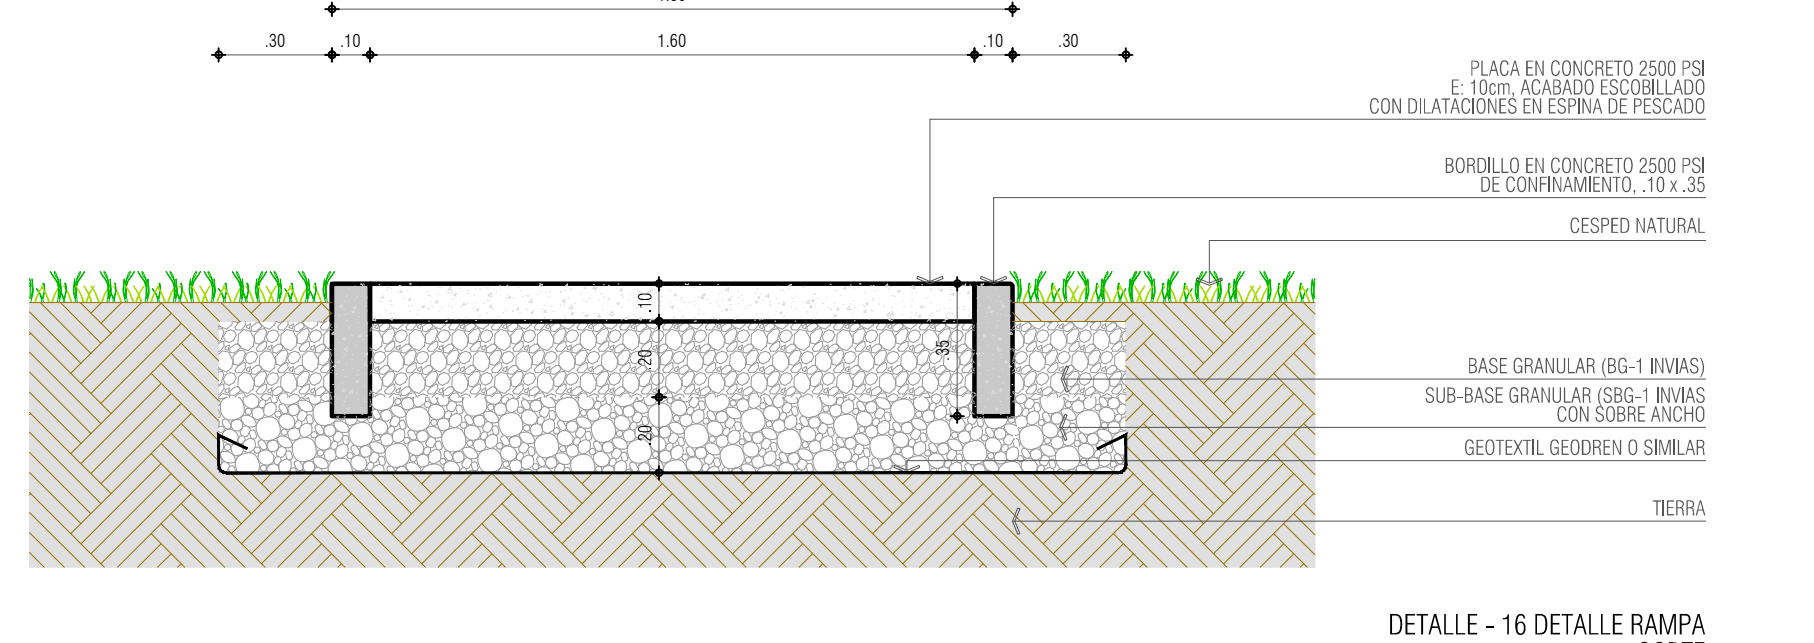 .30 .10 1.60 .10 .30
PLACA EN CONCRETO 2500 PSI
E: 10cm, ACABADO ESCOBILLADO
CON DILATACIONES EN ESPINA DE PESCADO
BORDILLO EN CONCRETO 2500 PSI
DE CONFINAMIENTO, .10 x .35
CESPED NATURAL
.10
.20
.35
.20
BASE GRANULAR (BG-1 INVIAS)
SUB-BASE GRANULAR (SBG-1 INVIAS
CON SOBRE ANCHO
GEOTEXTIL GEODREN O SIMILAR
TIERRA
DETALLE - 16 DETALLE RAMPA